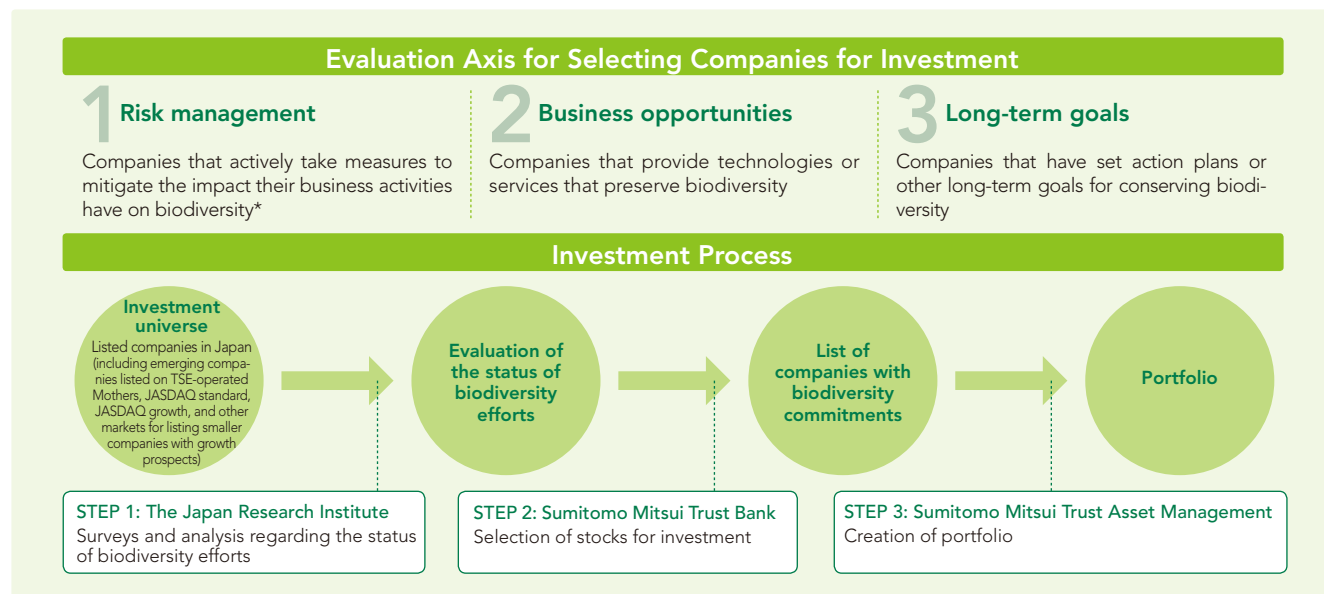 Evaluation Axis for Selecting Companies for Investment
1 Risk management
Companies that actively take measures to
mitigate the impact their business activities
have on biodiversity*
2 Business opportunities
Companies that provide technologies or
services that preserve biodiversity
3 Long-term goals
Companies that have set action plans or
other long-term goals for conserving biodi-
versity
Investment Process
Investment
universe
Listed companies in Japan
(including emerging compa-
nies listed on TSE-operated
Mothers, JASDAQ standard,
JASDAQ growth, and other
markets for listing smaller
companies with growth
prospects)
Evaluation of
the status of
biodiversity
efforts
List of
companies with
biodiversity
commitments
Portfolio
STEP 1: The Japan Research Institute
Surveys and analysis regarding the status
of biodiversity efforts
STEP 2: Sumitomo Mitsui Trust Bank
Selection of stocks for investment
STEP 3: Sumitomo Mitsui Trust Asset Management
Creation of portfolio